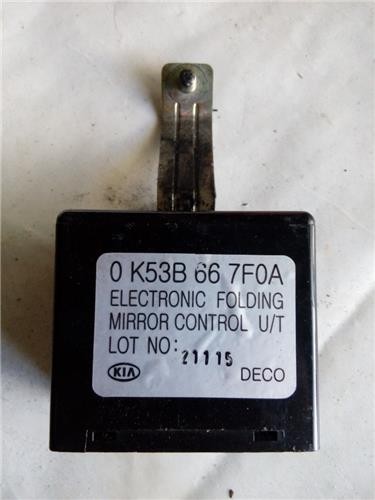 0 K53B 66 7F0A
ELECTRONIC FOLDING
MIRROR CONTROL U/T
LOT NO: 21115
KIA DECO